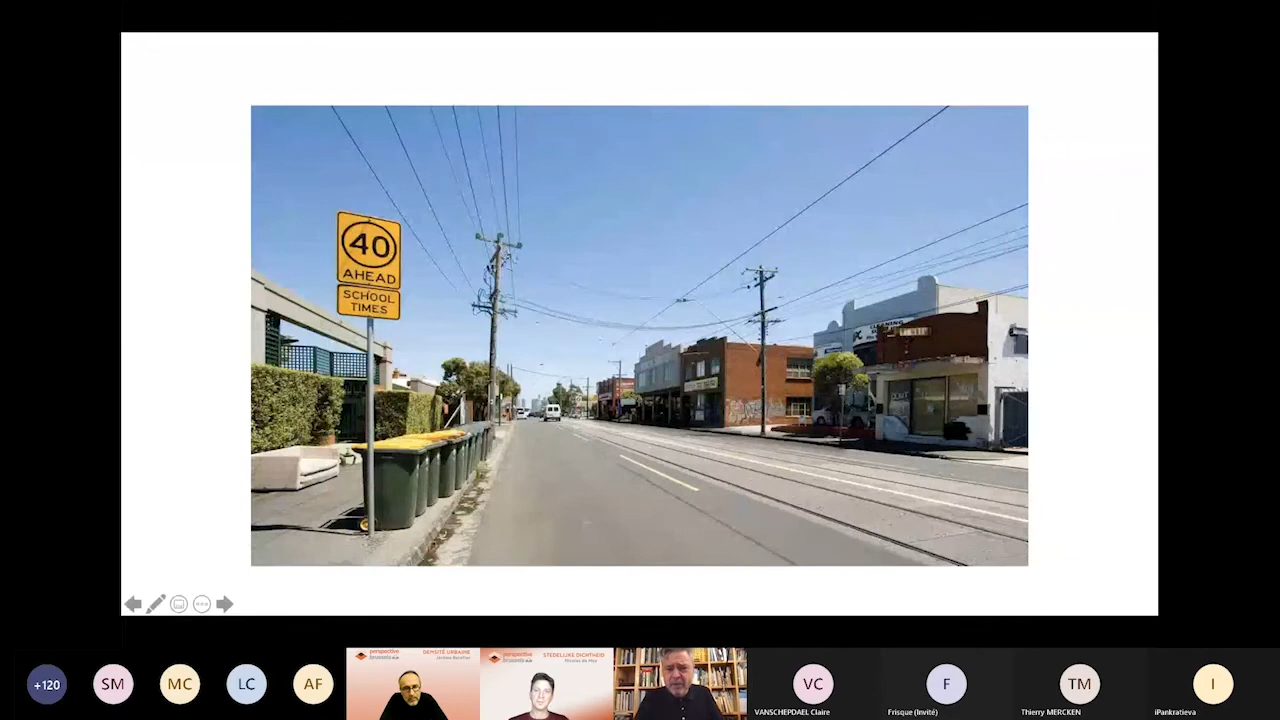 40
AHEAD
SCHOOL
TIMES
+120
SM
MC
LC
AF
perspective
brussels
DENSITÉ URBAINE
perspective
brussels
STEDELIJKE DICHTHEID
VC
VANSCHEPDAEL Claire
F
Frisque (Invité)
TM
Thierry MERCKEN
I
iPankratieva